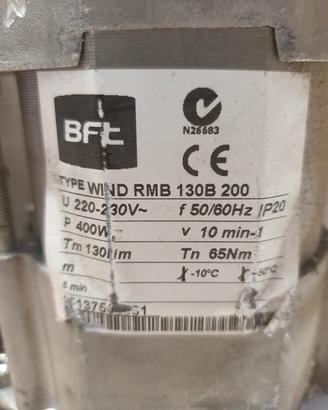 BFt
N26683
CE
TYPE WIND RMB 130B 200
U 220-230V~ f 50/60Hz IP20
P 400W v 10 min-1
Tm 130Nm Tn 65Nm
-10°C
min